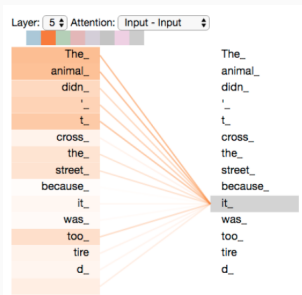 Layer: 5 Attention: Input - Input
The_ The_
animal_ animal_
didn_ didn_
'_ '_
t_ t_
cross_ cross_
the_ the_
street_ street_
because_ because_
it_ it_
was_ was_
too_ too_
tire tire
d_ d_